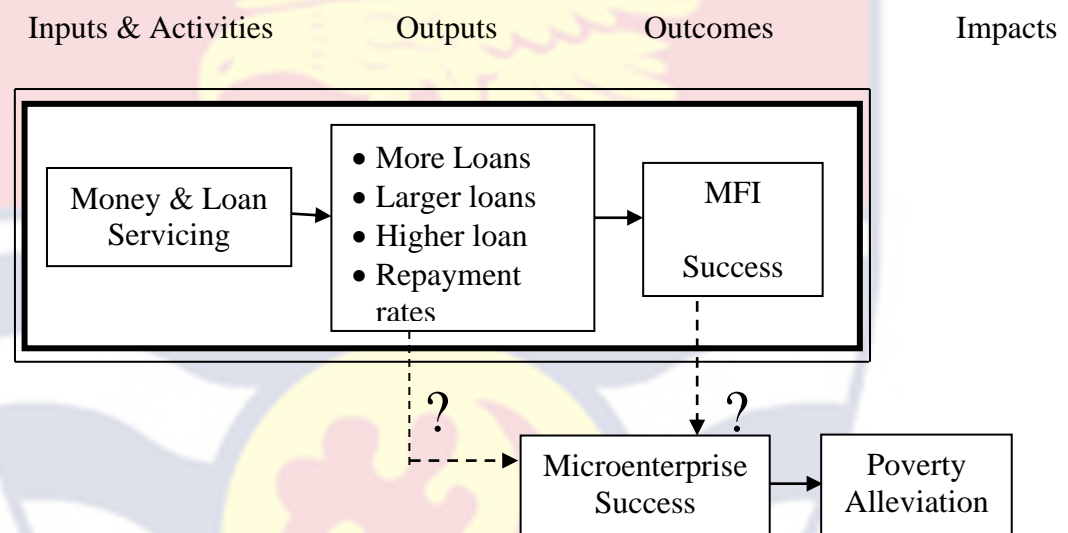 Inputs & Activities Outputs Outcomes Impacts
Money & Loan
Servicing
• More Loans
• Larger loans
• Higher loan
• Repayment
rates
MFI
Success
?
?
Microenterprise
Success
Poverty
Alleviation